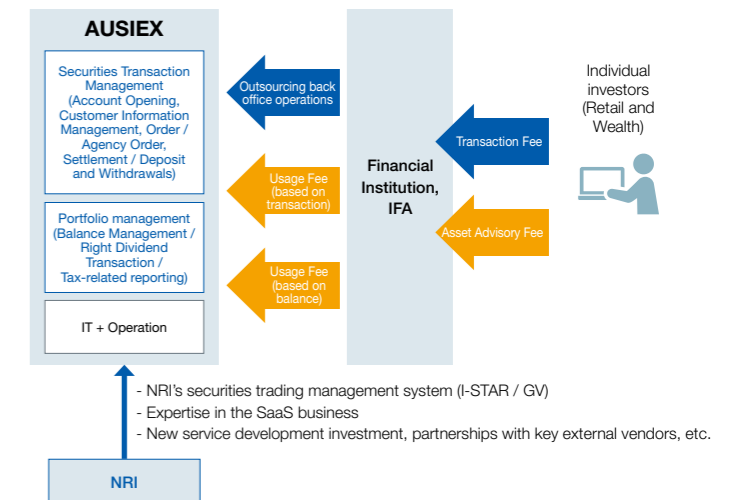 AUSIEX
Securities Transaction
Management
(Account Opening,
Customer Information
Management, Order /
Agency Order,
Settlement / Deposit
and Withdrawals)
Portfolio management
(Balance Management /
Right Dividend
Transaction /
Tax-related reporting)
IT + Operation
Outsourcing back
office operations
Usage Fee
(based on
transaction)
Usage Fee
(based on
balance)
Financial
Institution,
IFA
Transaction Fee
Asset Advisory Fee
Individual
investors
(Retail and
Wealth)
- NRI's securities trading management system (I-STAR / GV)
- Expertise in the SaaS business
- New service development investment, partnerships with key external vendors, etc.
NRI